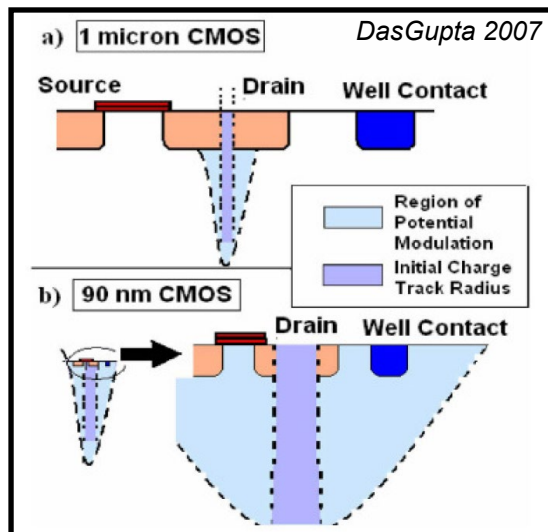 a) 1 micron CMOS
DasGupta 2007
Source
Drain
Well Contact
Region of
Potential
Modulation
Initial Charge
Track Radius
b) 90 nm CMOS
Drain
Well Contact